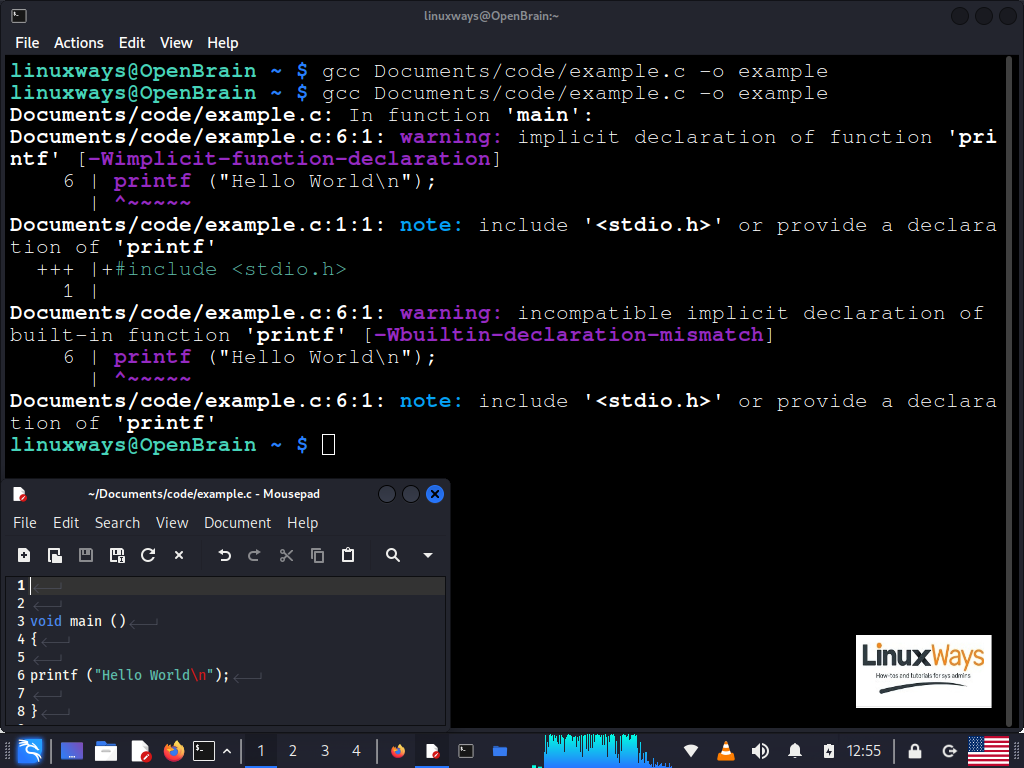 linuxways@OpenBrain:~
File Actions Edit View Help
linuxways@OpenBrain ~ $ gcc Documents/code/example.c -o example
linuxways@OpenBrain ~ $ gcc Documents/code/example.c -o example
Documents/code/example.c: In function 'main':
Documents/code/example.c:6:1: warning: implicit declaration of function 'pri
ntf' [-Wimplicit-function-declaration]
6 | printf ("Hello World\n");
| ^~~~~~
Documents/code/example.c:1:1: note: include '<stdio.h>' or provide a declara
tion of 'printf'
+++ |+#include <stdio.h>
1 |
Documents/code/example.c:6:1: warning: incompatible implicit declaration of
built-in function 'printf' [-Wbuiltin-declaration-mismatch]
6 | printf ("Hello World\n");
| ^~~~~~
Documents/code/example.c:6:1: note: include '<stdio.h>' or provide a declara
tion of 'printf'
linuxways@OpenBrain ~ $
~/Documents/code/example.c - Mousepad
File Edit Search View Document Help
1
2
3 void main ()
4 {
5
6 printf ("Hello World\n");
7
8 }
LinuxWays
How-tos and tutorials for sys admins
1 2 3 4 12:55